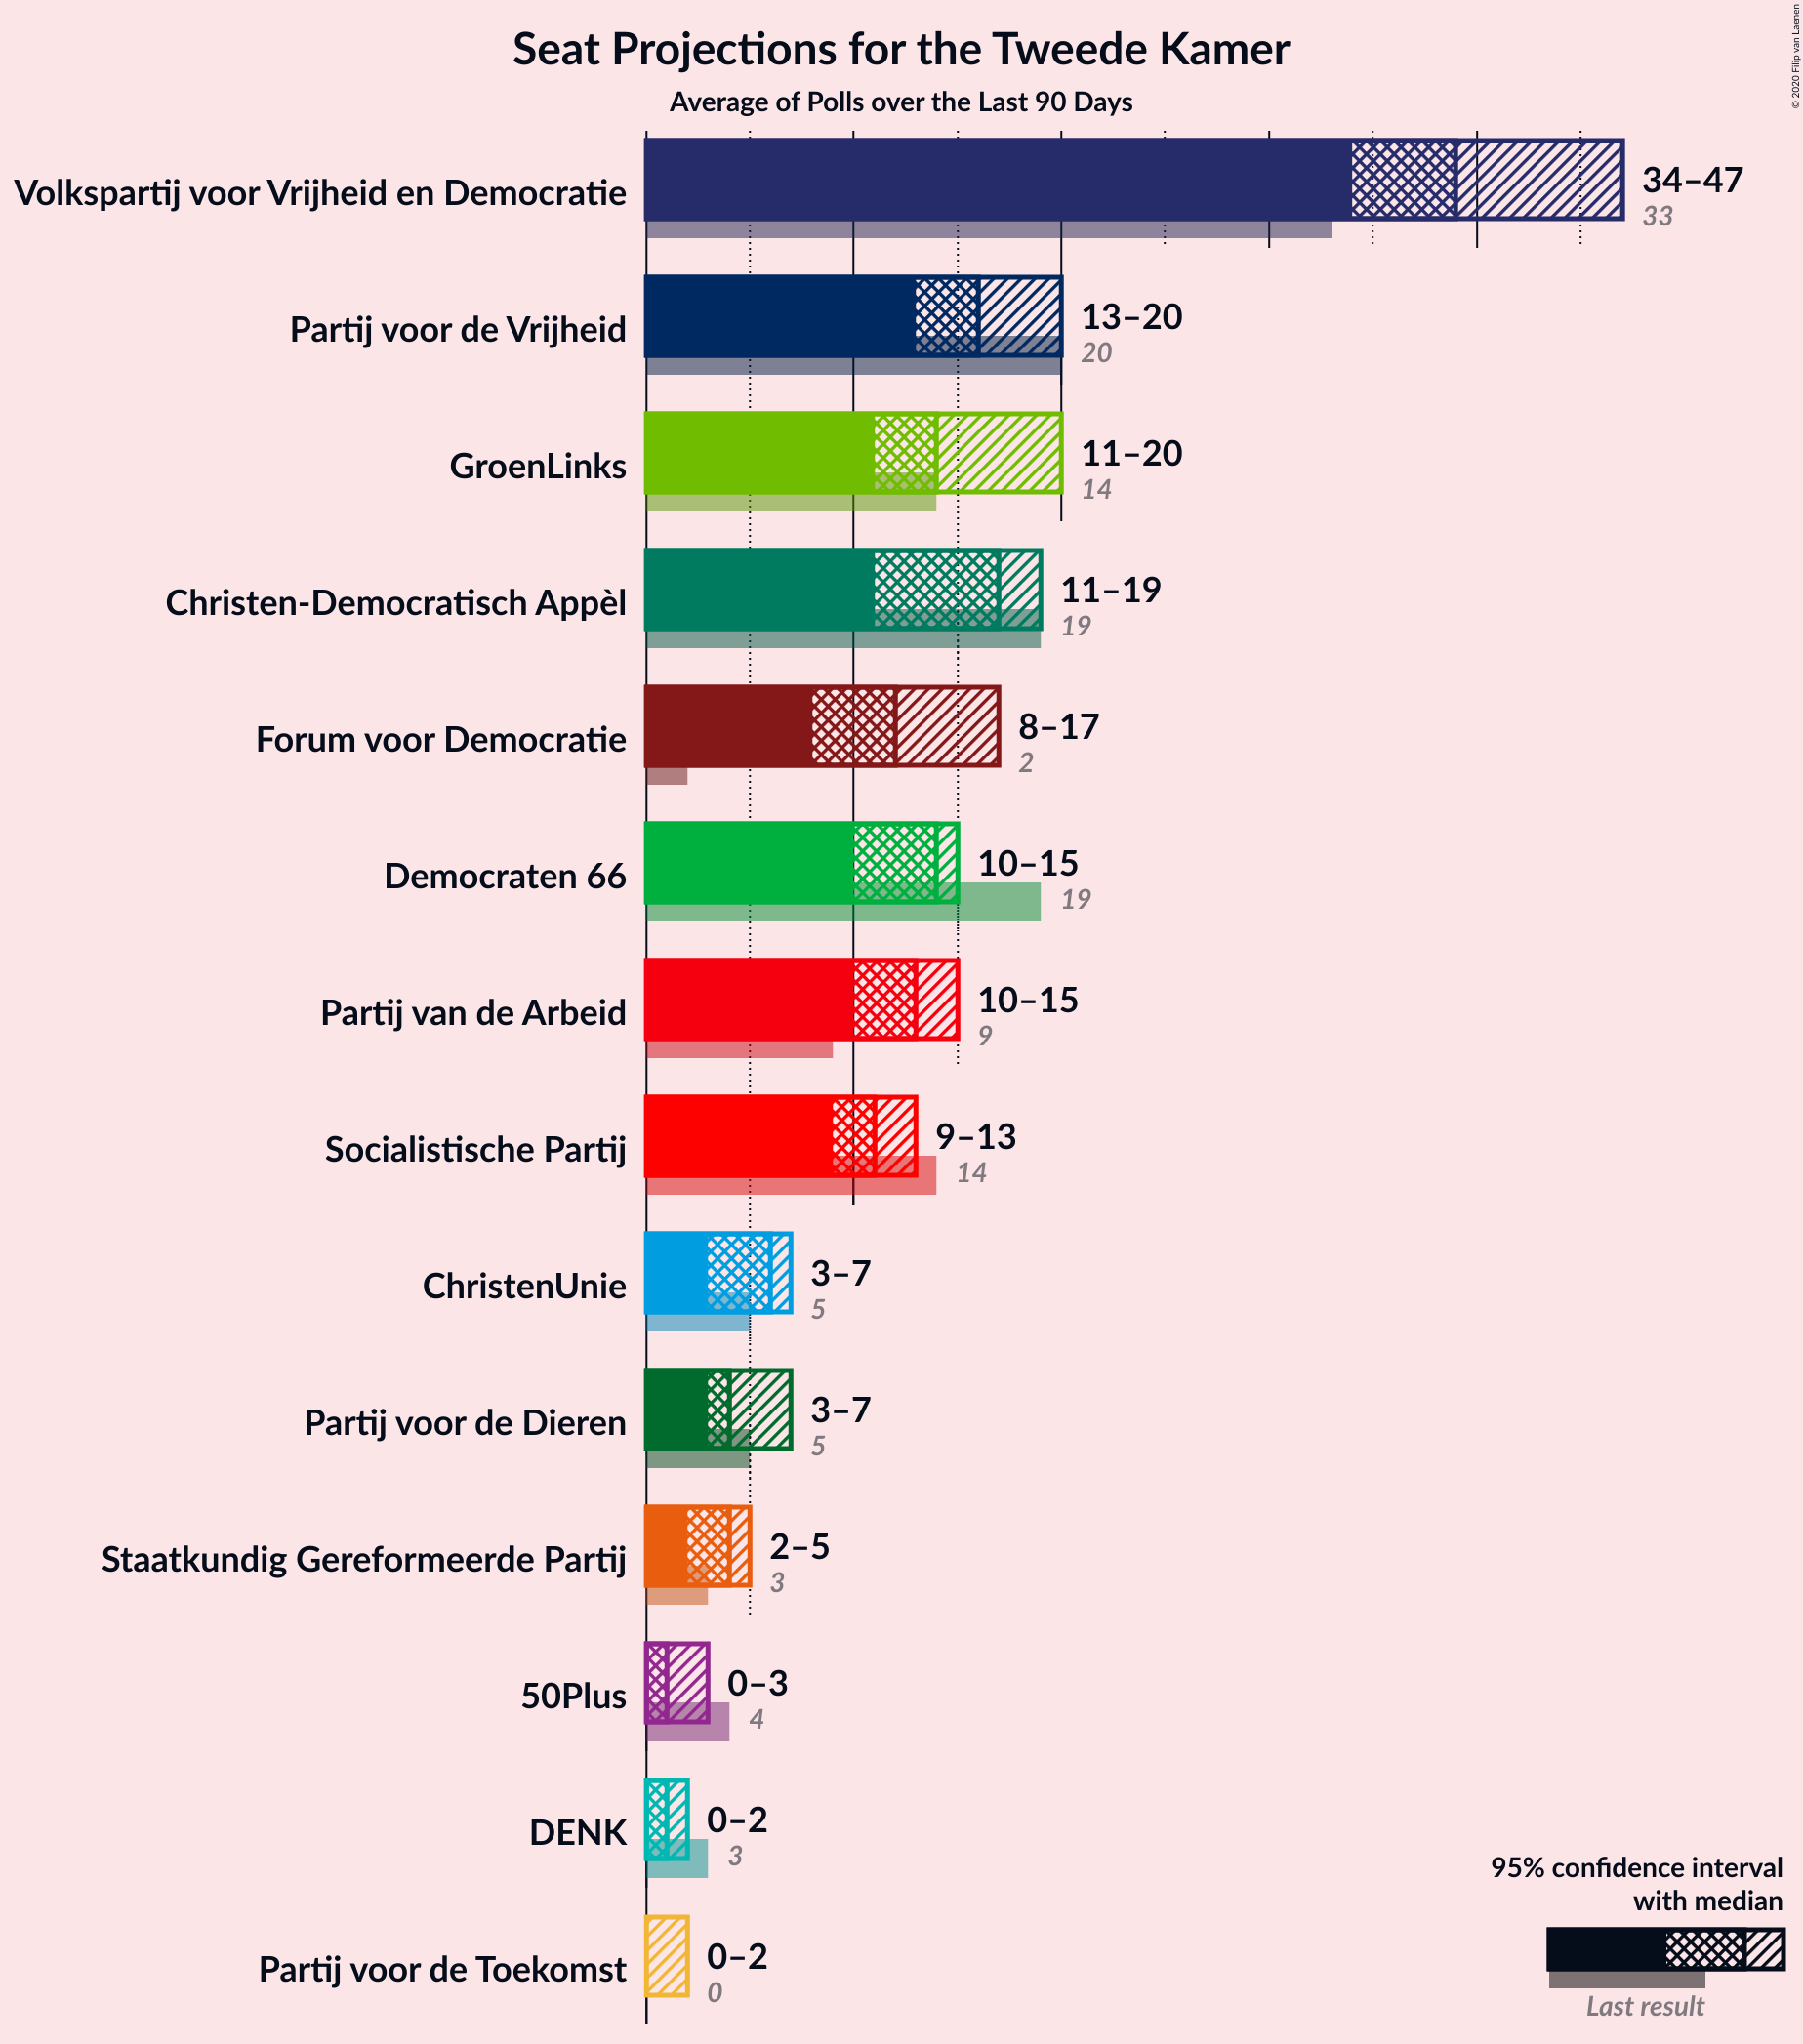 Seat Projections for the Tweede Kamer
Average of Polls over the Last 90 Days
© 2020 Filip van Laenen
Volkspartij voor Vrijheid en Democratie
34–47
33
Partij voor de Vrijheid
13–20
20
GroenLinks
11–20
14
Christen-Democratisch Appèl
11–19
19
Forum voor Democratie
8–17
2
Democraten 66
10–15
19
Partij van de Arbeid
10–15
9
Socialistische Partij
9–13
14
ChristenUnie
3–7
5
Partij voor de Dieren
3–7
5
Staatkundig Gereformeerde Partij
2–5
3
50Plus
0–3
4
DENK
0–2
3
Partij voor de Toekomst
0–2
0
95% confidence interval
with median
Last result